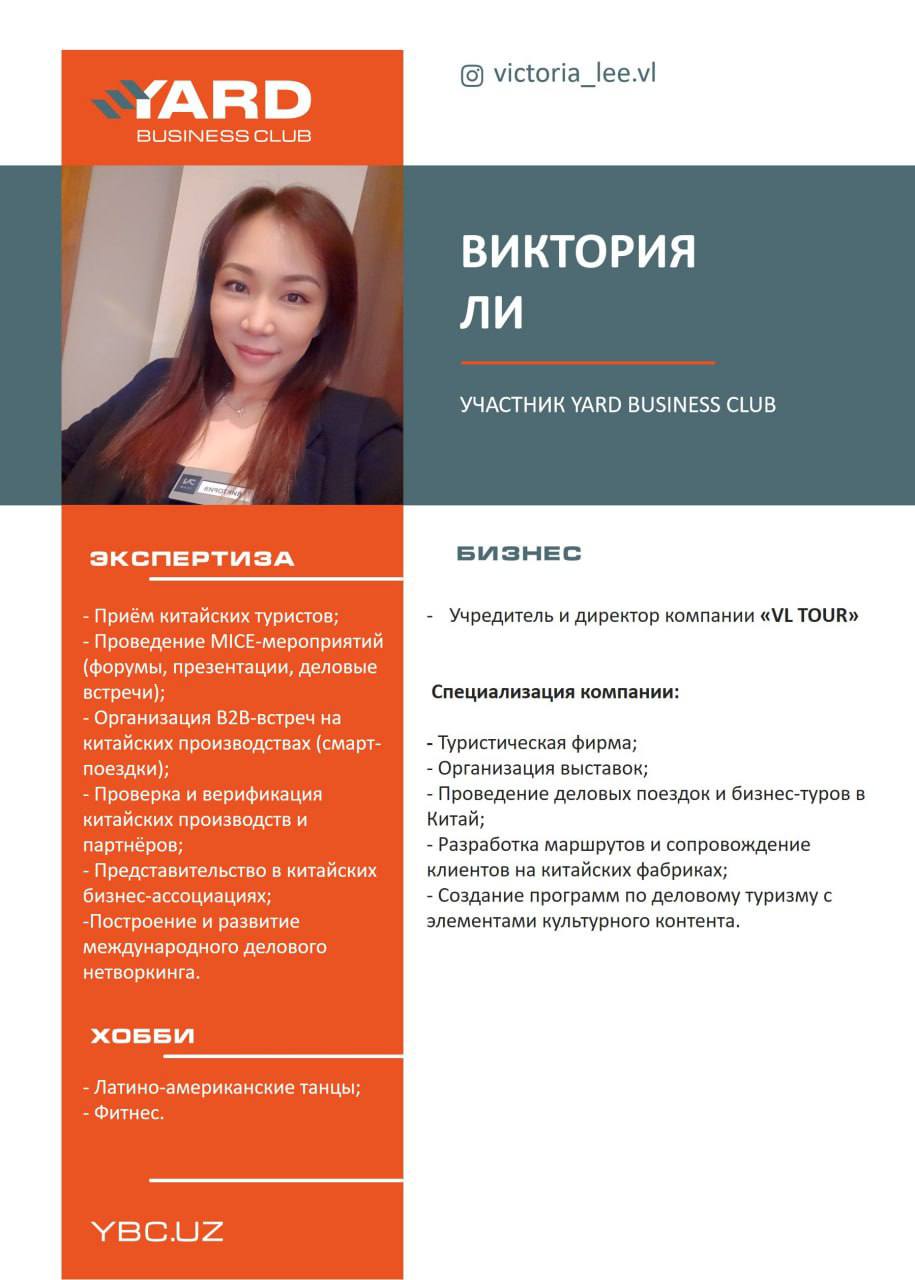 YARD
BUSINESS CLUB
victoria_lee.vl
ВИКТОРИЯ
ЛИ
УЧАСТНИК YARD BUSINESS CLUB
ЭКСПЕРТИЗА
- Приём китайских туристов;
- Проведение MICE-мероприятий
(форумы, презентации, деловые
встречи);
- Организация B2B-встреч на
китайских производствах (смарт-
поездки);
- Проверка и верификация
китайских производств и
партнёров;
- Представительство в китайских
бизнес-ассоциациях;
-Построение и развитие
международного делового
нетворкинга.
ХОББИ
- Латино-американские танцы;
- Фитнес.
YBC.UZ
БИЗНЕС
- Учредитель и директор компании «VL TOUR»
Специализация компании:
- Туристическая фирма;
- Организация выставок;
- Проведение деловых поездок и бизнес-туров в
Китай;
- Разработка маршрутов и сопровождение
клиентов на китайских фабриках;
- Создание программ по деловому туризму с
элементами культурного контента.